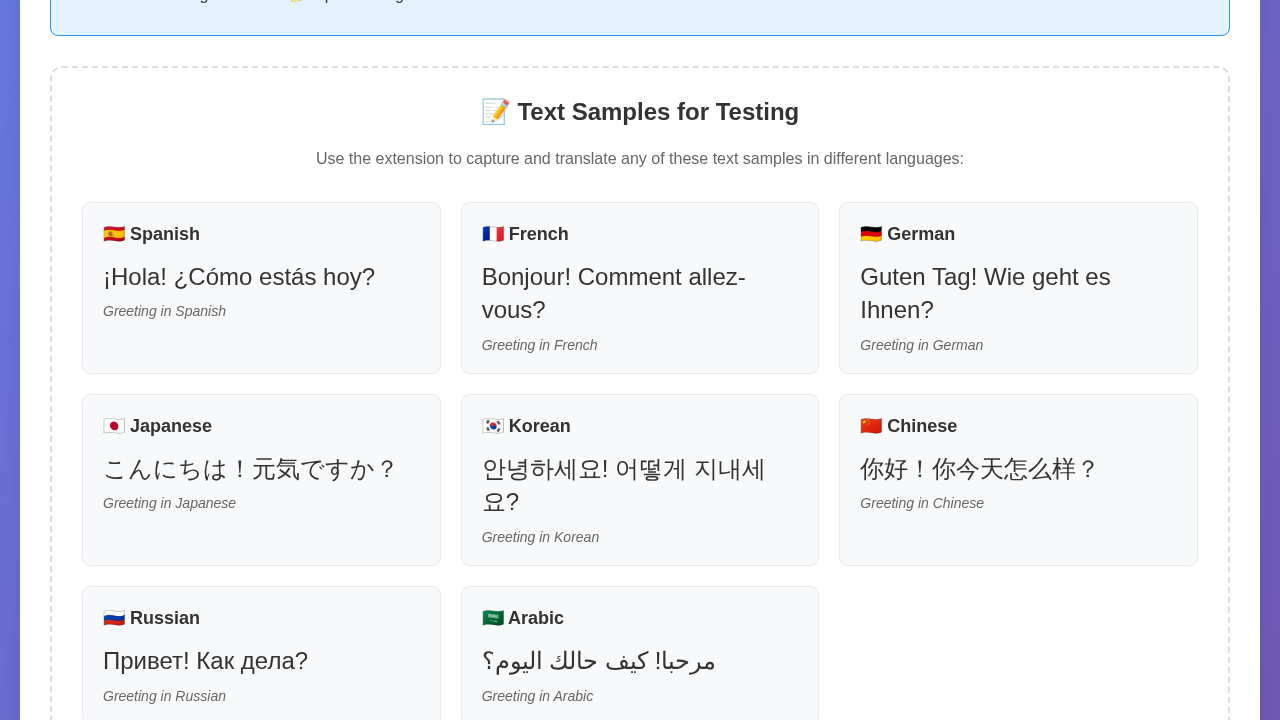 📝 Text Samples for Testing
Use the extension to capture and translate any of these text samples in different languages:
🇪🇸 Spanish
¡Hola! ¿Cómo estás hoy?
Greeting in Spanish
🇫🇷 French
Bonjour! Comment allez-
vous?
Greeting in French
🇩🇪 German
Guten Tag! Wie geht es
Ihnen?
Greeting in German
🇯🇵 Japanese
こんにちは！元気ですか？
Greeting in Japanese
🇰🇷 Korean
안녕하세요! 어떻게 지내세
요?
Greeting in Korean
🇨🇳 Chinese
你好！你今天怎么样？
Greeting in Chinese
🇷🇺 Russian
Привет! Как дела?
Greeting in Russian
🇸🇦 Arabic
مرحبا! كيف حالك اليوم؟
Greeting in Arabic